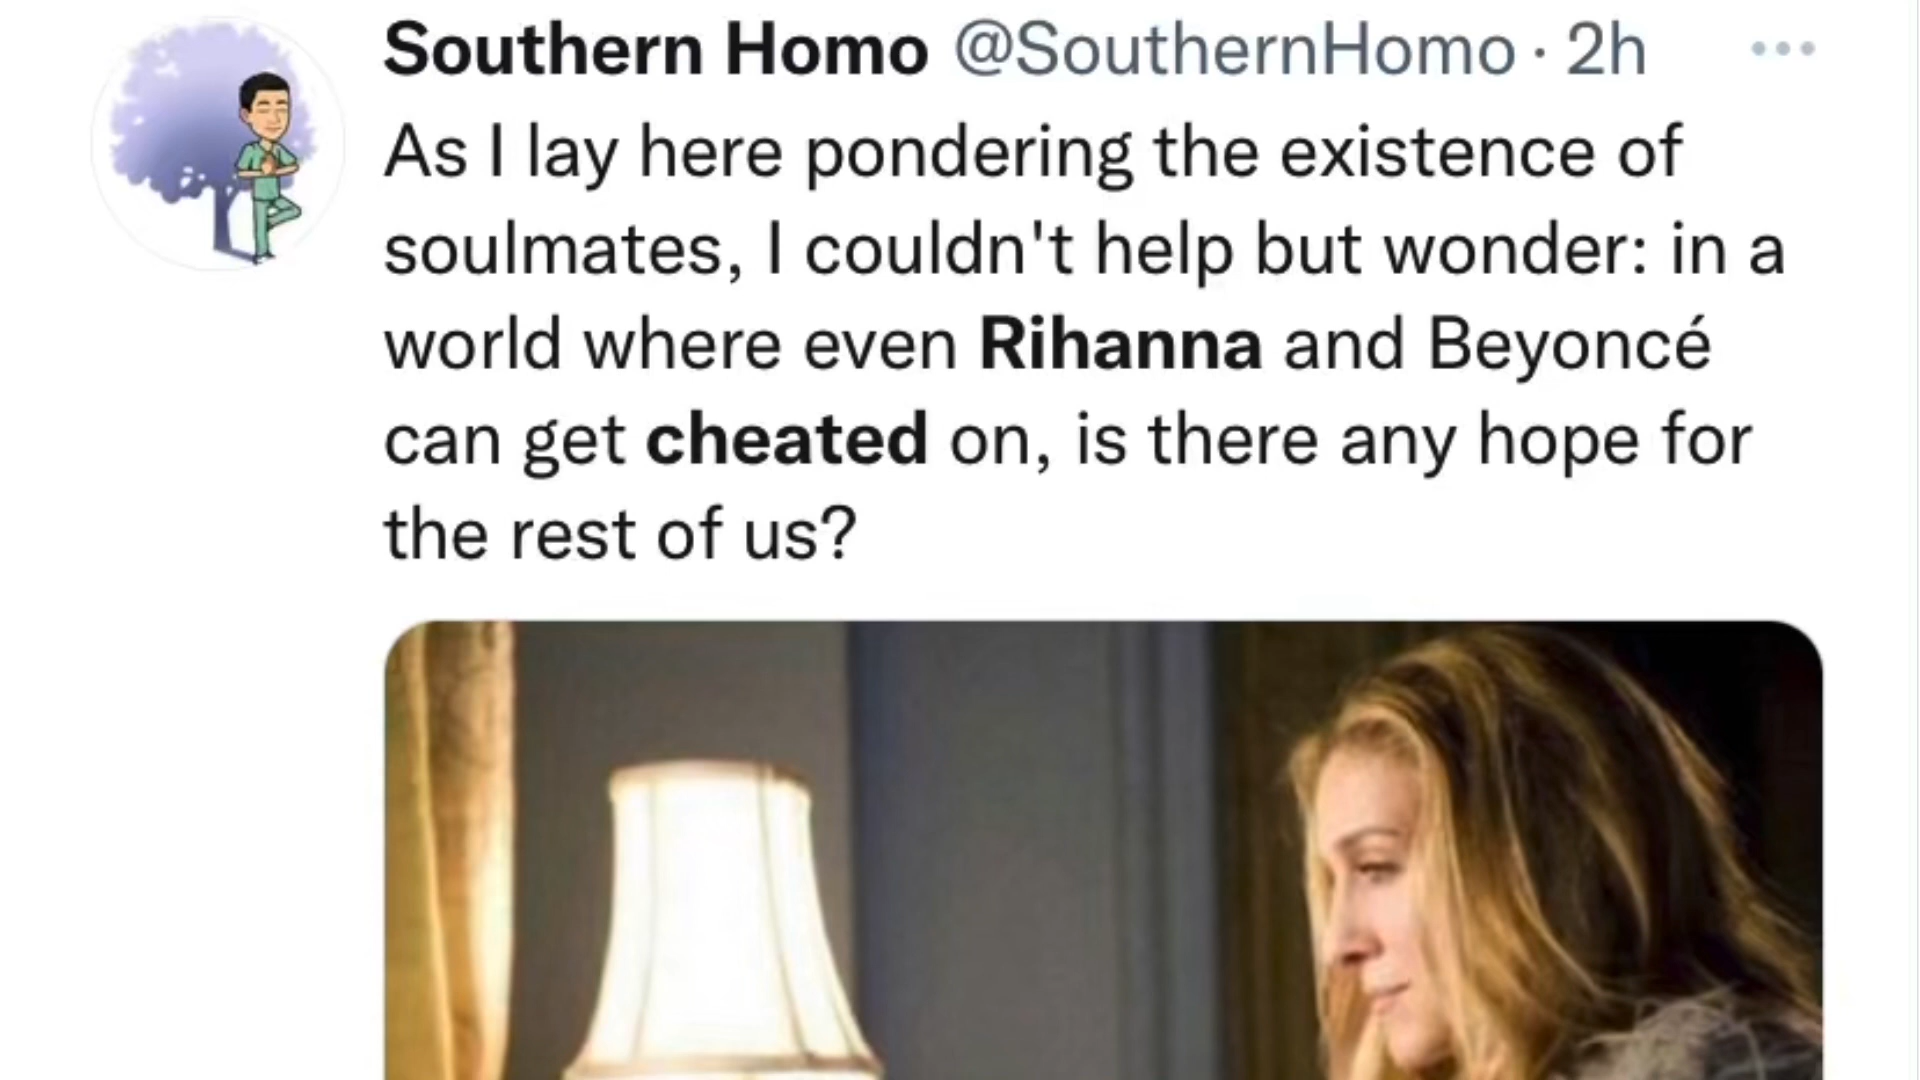 Southern Homo @SouthernHomo · 2h
As I lay here pondering the existence of
soulmates, I couldn't help but wonder: in a
world where even Rihanna and Beyoncé
can get cheated on, is there any hope for
the rest of us?